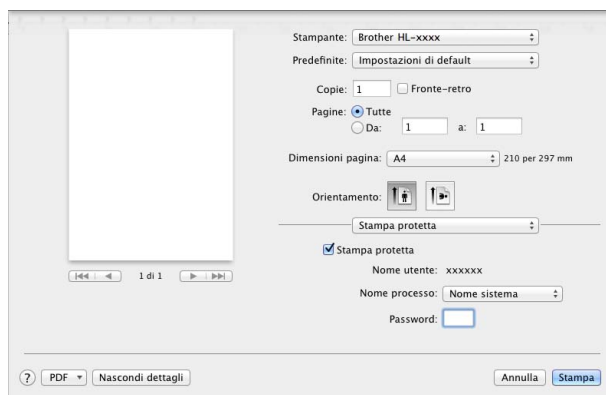 Stampante: Brother HL-xxxx
Predefinite: Impostazioni di default
Copie: 1 Fronte-retro
Pagine: Tutte
Da: 1 a: 1
Dimensioni pagina: A4 210 per 297 mm
Orientamento:
Stampa protetta
Stampa protetta
1 di 1
Nome utente: xxxxxx
Nome processo: Nome sistema
Password:
? PDF Nascondi dettagli Annulla Stampa